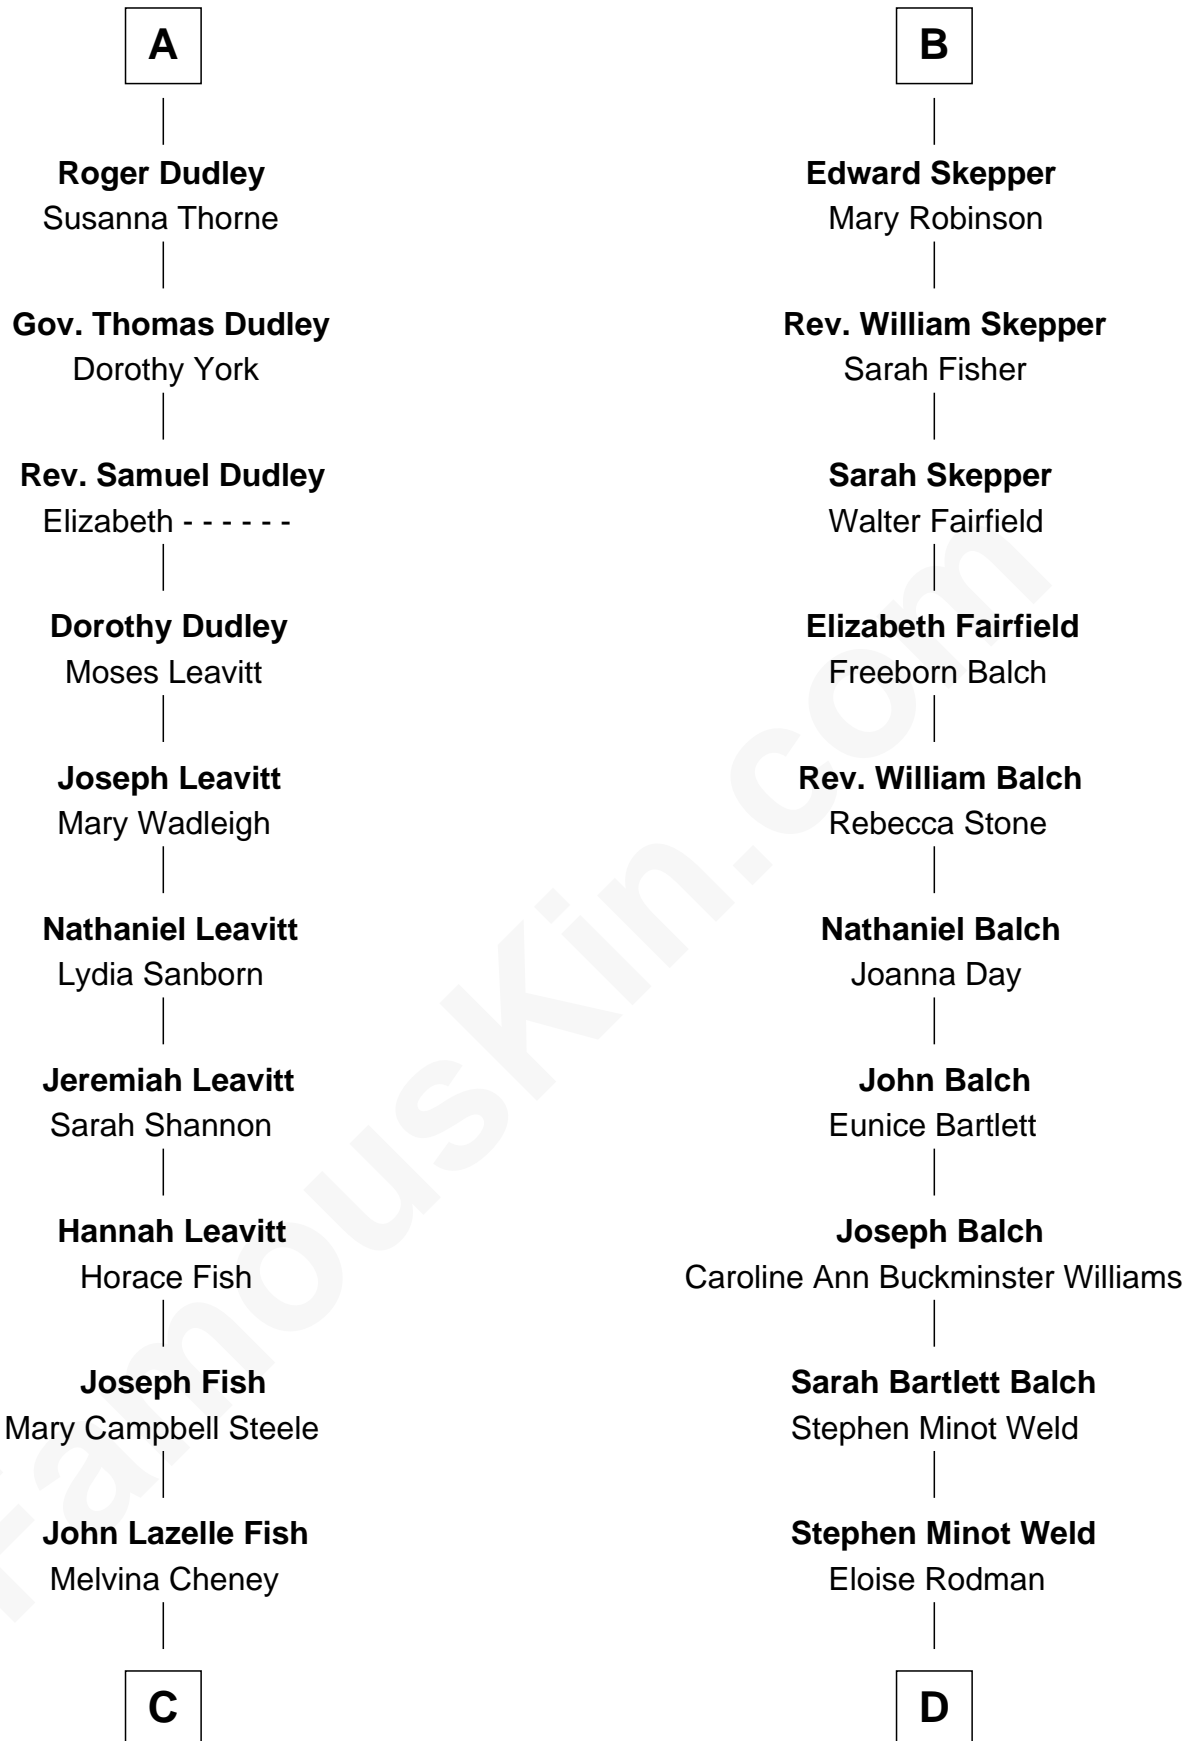 A
Roger Dudley
Susanna Thorne
Gov. Thomas Dudley
Dorothy York
Rev. Samuel Dudley
Elizabeth - - - - - -
Dorothy Dudley
Moses Leavitt
Joseph Leavitt
Mary Wadleigh
Nathaniel Leavitt
Lydia Sanborn
Jeremiah Leavitt
Sarah Shannon
Hannah Leavitt
Horace Fish
Joseph Fish
Mary Campbell Steele
John Lazelle Fish
Melvina Cheney
C
B
Edward Skepper
Mary Robinson
Rev. William Skepper
Sarah Fisher
Sarah Skepper
Walter Fairfield
Elizabeth Fairfield
Freeborn Balch
Rev. William Balch
Rebecca Stone
Nathaniel Balch
Joanna Day
John Balch
Eunice Bartlett
Joseph Balch
Caroline Ann Buckminster Williams
Sarah Bartlett Balch
Stephen Minot Weld
Stephen Minot Weld
Eloise Rodman
D
FamousKin.com